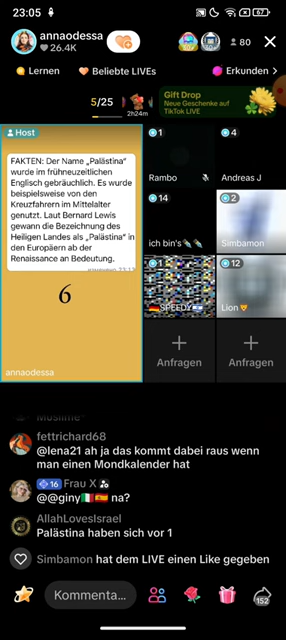 23:05
67
annaodessa
26.4K
80
Lernen
Beliebte LIVEs
Erkunden
5/25
2h24m
Gift Drop
Neue Geschenke auf
TikTok LIVE
Host
FAKTEN: Der Name „Palästina"
wurde im frühneuzeitlichen
Englisch gebräuchlich. Es wurde
beispielsweise von den
Kreuzfahrern im Mittelalter
genutzt. Laut Bernard Lewis
gewann die Bezeichnung des
Heiligen Landes als „Palästina" in
den Europäern ab der
Renaissance an Bedeutung.
6
annaodessa
1
Rambo
4
Andreas J
14
ich bin's
2
Simbamon
1
SPEEDY
12
Lion
Anfragen
Anfragen
fettrichard68
@lena21 ah ja das kommt dabei raus wenn
man einen Mondkalender hat
16 Frau X
@@giny🇮🇹🇪🇸 na?
AllahLovesIsrael
Palästina haben sich vor 1
Simbamon hat dem LIVE einen Like gegeben
Kommenta...
152